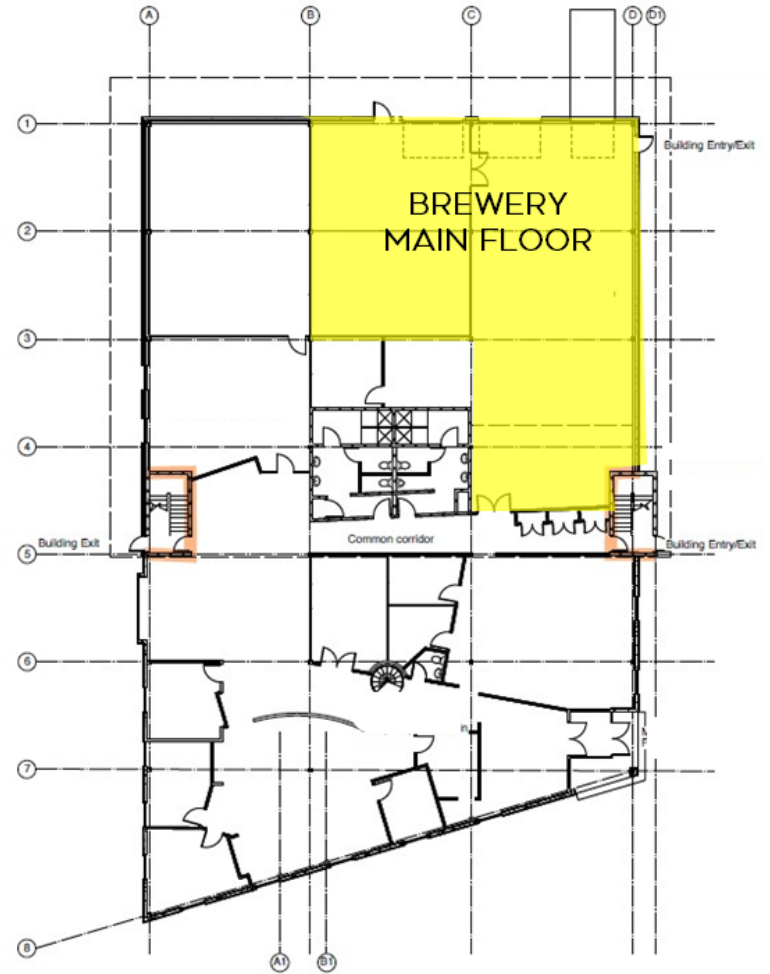 A B C D D1
1
Building Entry/Exit
BREWERY
2
MAIN FLOOR
3
4
5
Building Exit
Common corridor
Building Entry/Exit
6
in
7
8
A1 B1